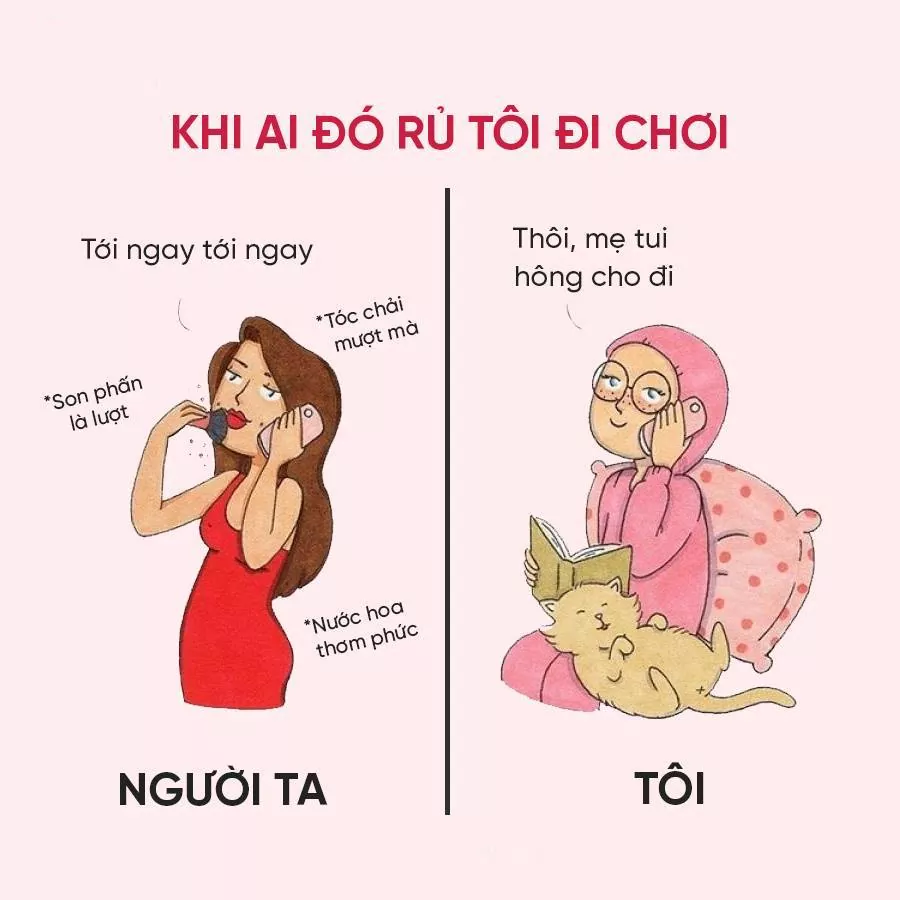 KHI AI ĐÓ RỦ TÔI ĐI CHƠI
Tới ngay tới ngay
*Tóc chải
mượt mà
*Son phấn
là lượt
*Nước hoa
thơm phức
NGƯỜI TA
Thôi, mẹ tui
hông cho đi
TÔI